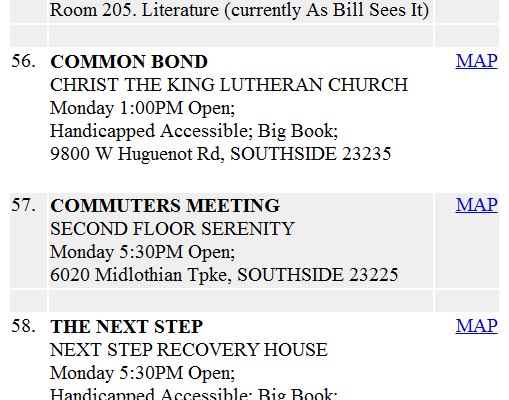 Room 205. Literature (currently As Bill Sees It)
56. COMMON BOND MAP
CHRIST THE KING LUTHERAN CHURCH
Monday 1:00PM Open;
Handicapped Accessible; Big Book;
9800 W Huguenot Rd, SOUTHSIDE 23235
57. COMMUTERS MEETING MAP
SECOND FLOOR SERENITY
Monday 5:30PM Open;
6020 Midlothian Tpke, SOUTHSIDE 23225
58. THE NEXT STEP MAP
NEXT STEP RECOVERY HOUSE
Monday 5:30PM Open;
Handicapped Accessible; Big Book;